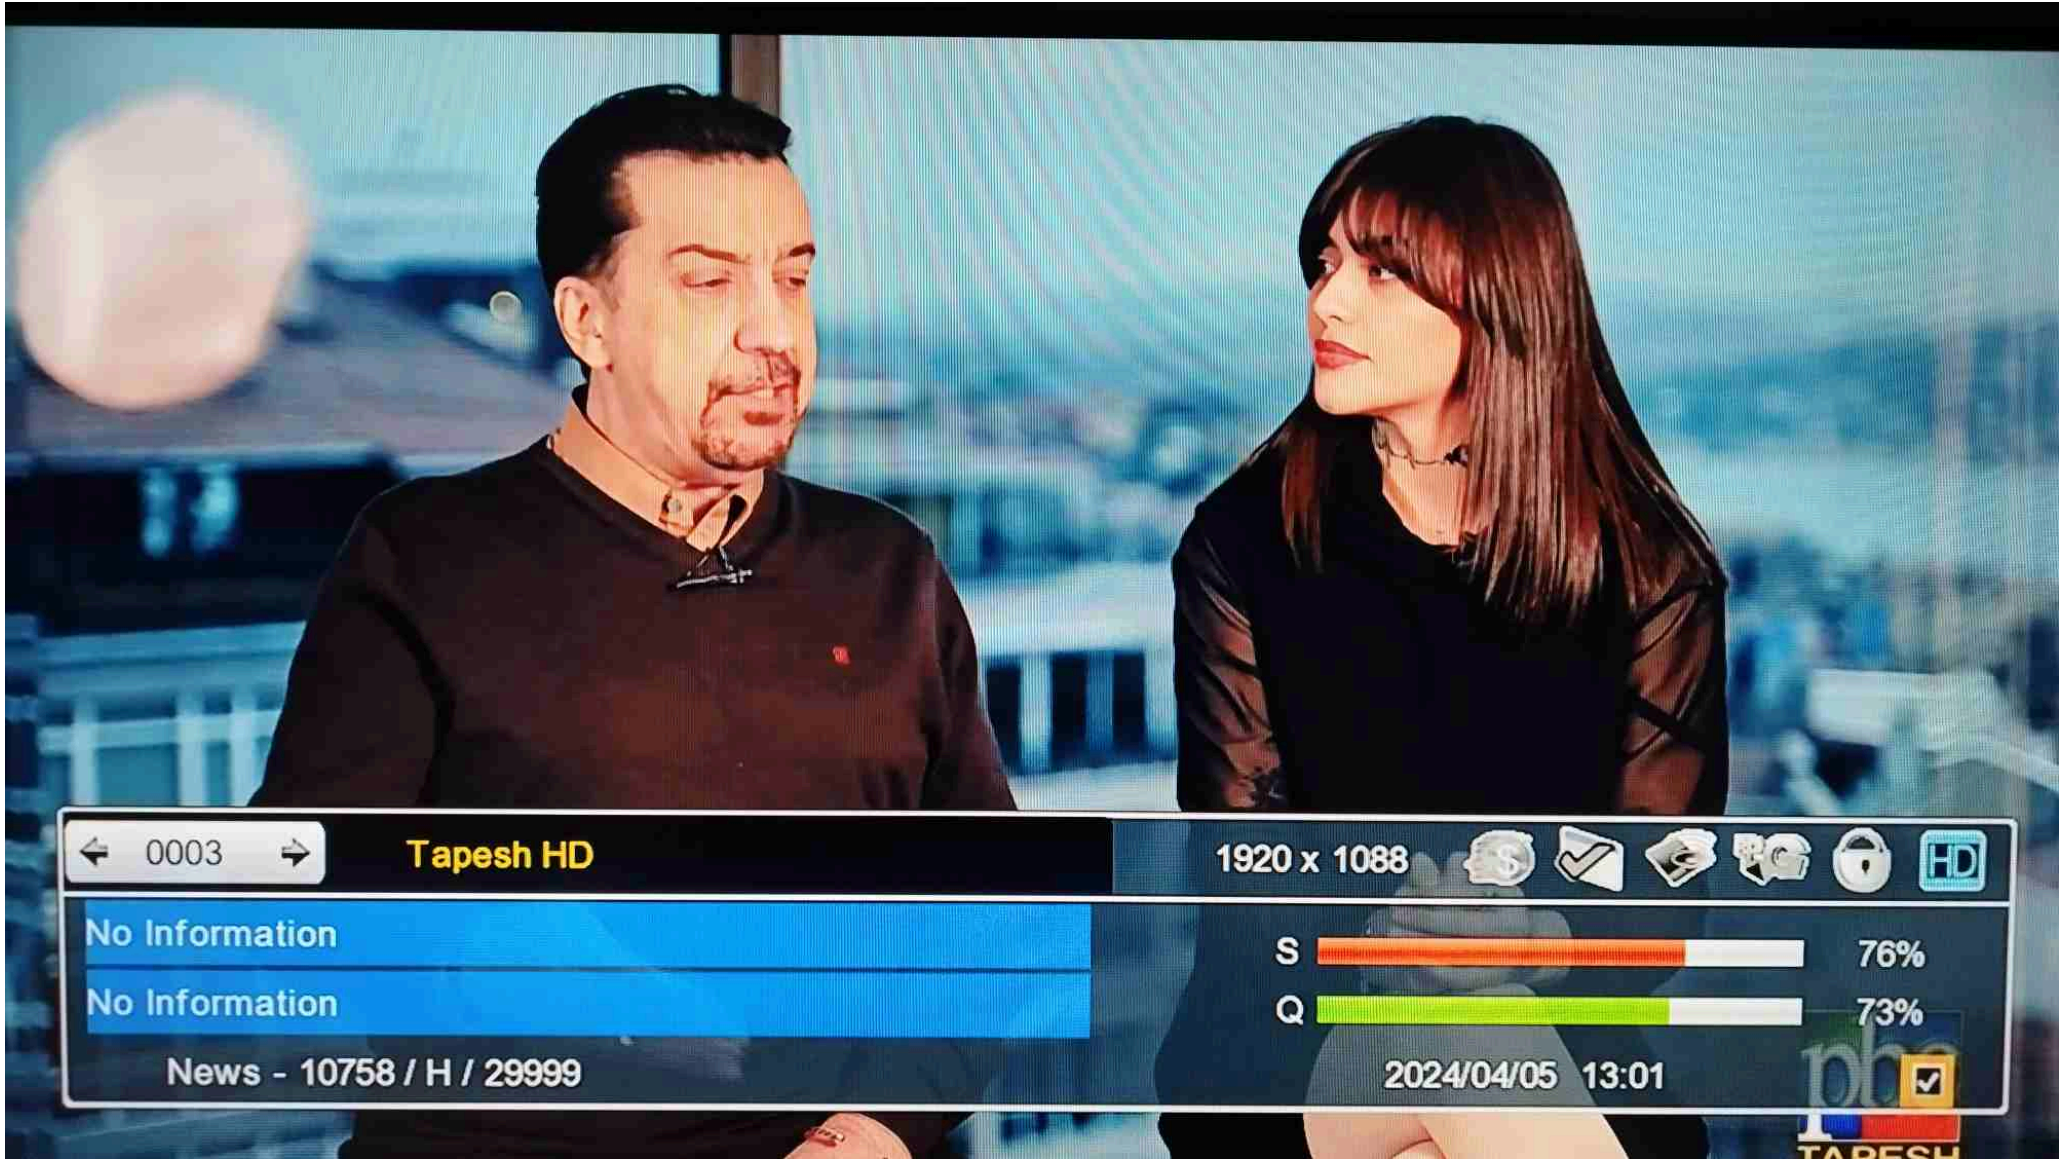 0003
Tapesh HD
1920 x 1088
HD
No Information
No Information
S 76%
Q 73%
News - 10758 / H / 29999
2024/04/05 13:01
TAPESH